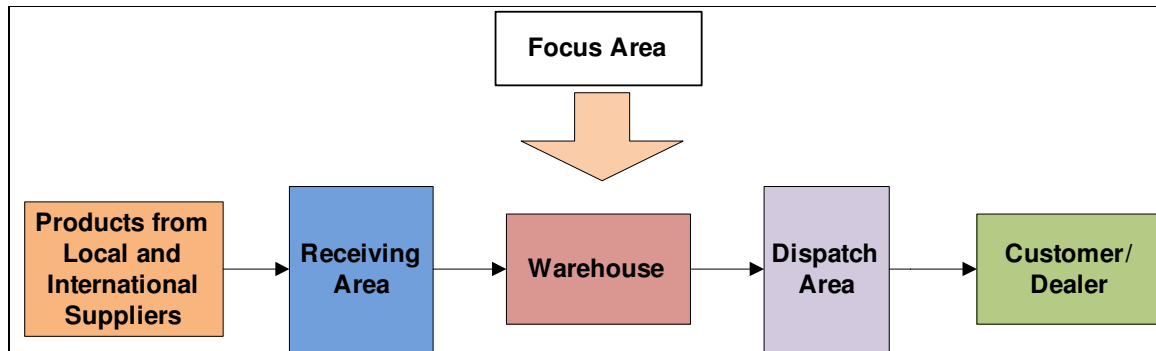 Focus Area
Products from
Local and
International
Suppliers
Receiving
Area
Warehouse
Dispatch
Area
Customer/
Dealer